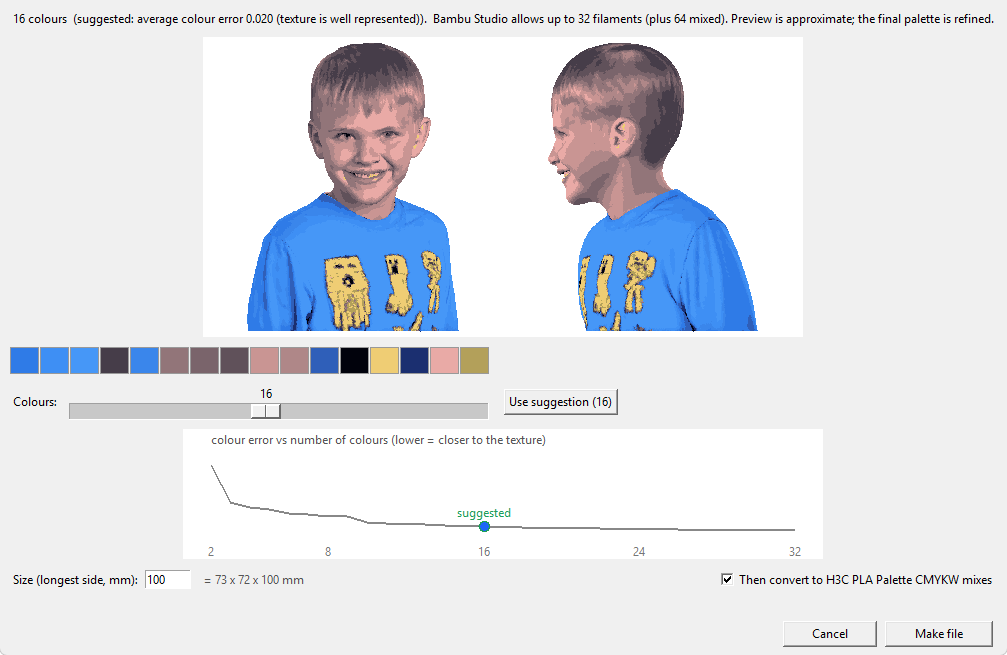 16 colours  (suggested: average colour error 0.020 (texture is well represented)).  Bambu Studio allows up to 32 filaments (plus 64 mixed). Preview is approximate; the final palette is refined.
16
Colours:
Use suggestion (16)
colour error vs number of colours (lower = closer to the texture)
suggested
2 8 16 24 32
Size (longest side, mm): 100 = 73 x 72 x 100 mm
Then convert to H3C PLA Palette CMYKW mixes
Cancel
Make file